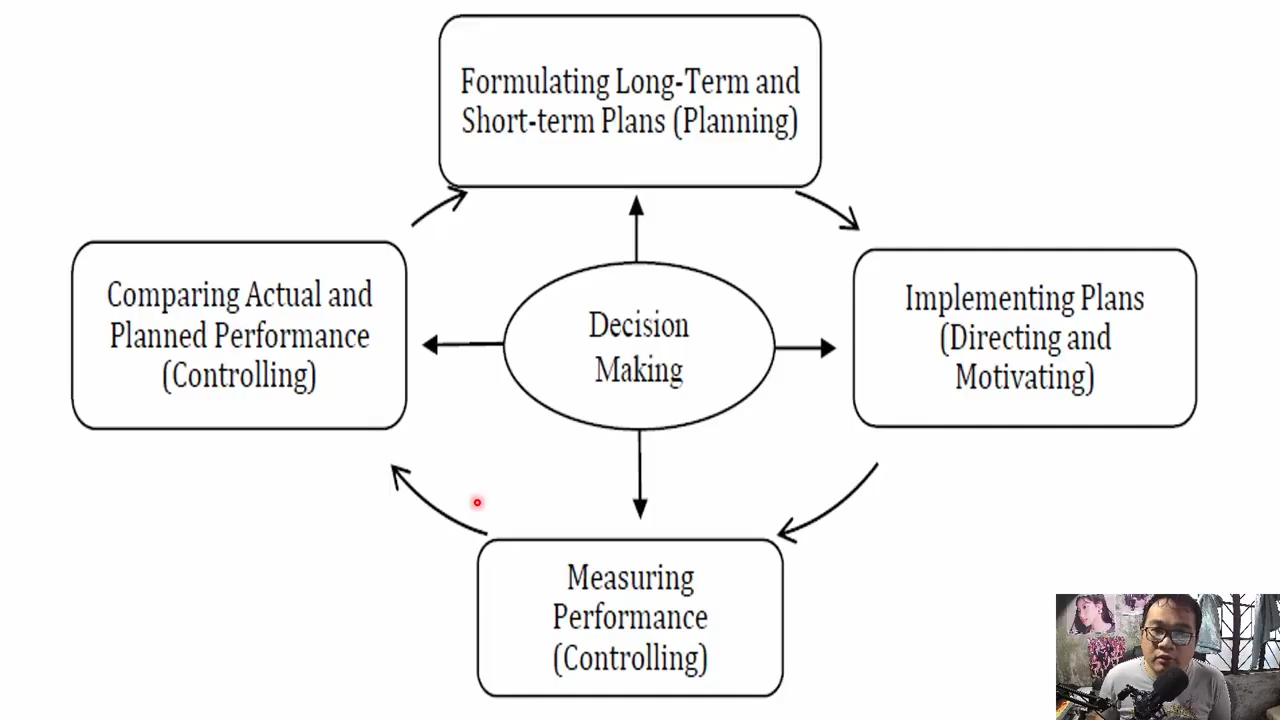 Formulating Long-Term and
Short-term Plans (Planning)
Comparing Actual and
Planned Performance
(Controlling)
Decision
Making
Implementing Plans
(Directing and
Motivating)
Measuring
Performance
(Controlling)